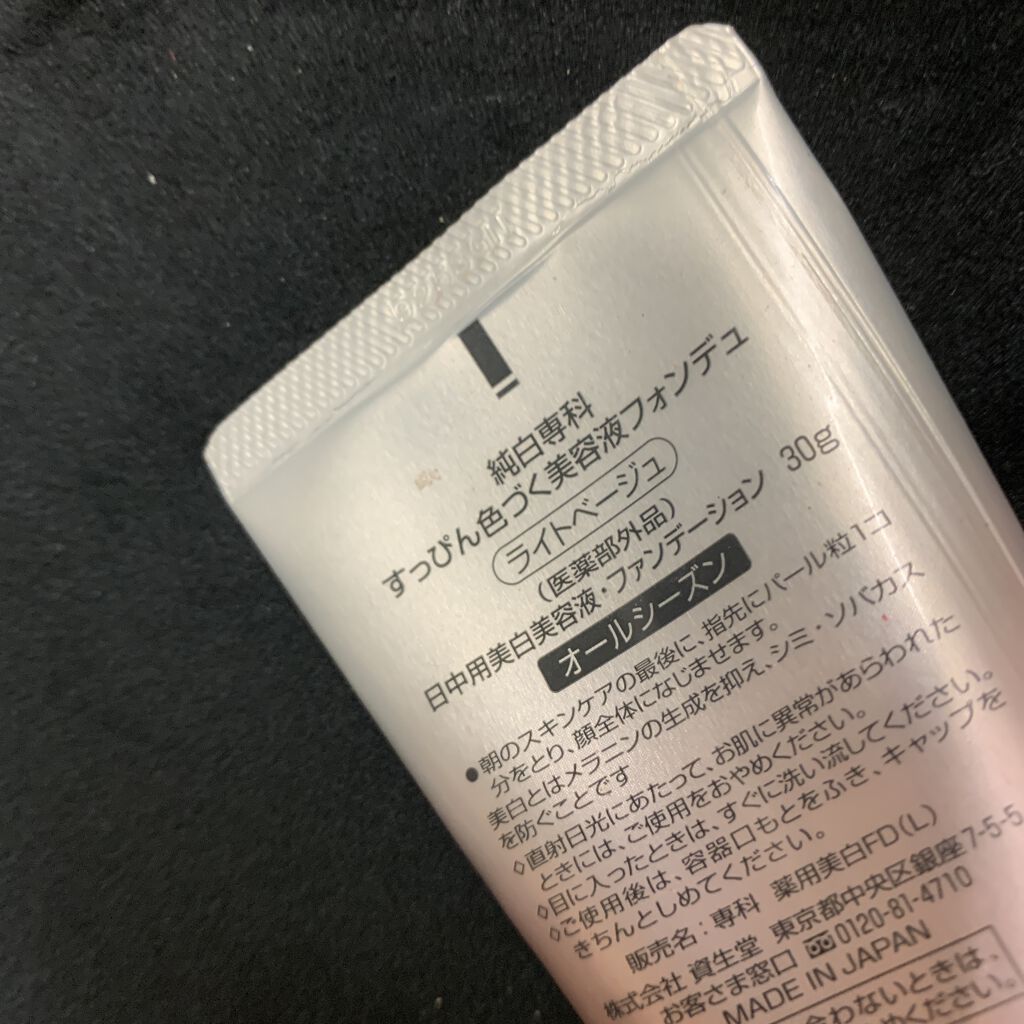 純白専科
すっぴん色づく美容液フォンデュ
ライトベージュ
(医薬部外品)
日中用美白美容液・ファンデーション 30g
オールシーズン
●朝のスキンケアの最後に、指先にパール粒1コ
分をとり、顔全体になじませます。
美白とはメラニンの生成を抑え、シミ・ソバカス
を防ぐことです
◇直射日光にあたって、お肌に異常があらわれた
ときには、ご使用をおやめください。
◇目に入ったときは、すぐに洗い流してください。
◇ご使用後は、容器口もとをふき、キャップを
きちんとしめてください。
販売名：専科 薬用美白FD(L)
株式会社 資生堂 東京都中央区銀座7-5-5
お客さま窓口 0120-81-4710
MADE IN JAPAN
合わないときは、
めください。